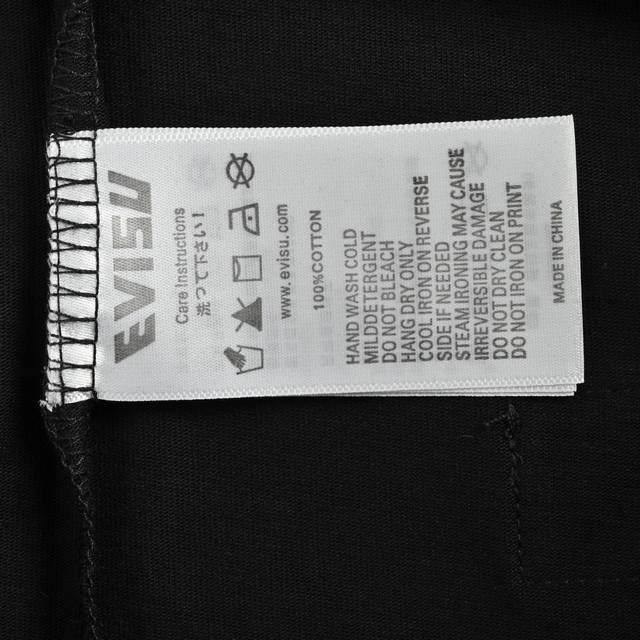 EVISU
Care Instructions
洗って下さい!
www.evisu.com
100%COTTON
HAND WASH COLD
MILDDETERGENT
DO NOT BLEACH
HANG DRY ONLY
COOL IRON ON REVERSE
SIDE IF NEEDED
STEAM IRONING MAY CAUSE
IRREVERSIBLE DAMAGE
DO NOT DRY CLEAN
DO NOT IRON ON PRINT
MADE IN CHINA